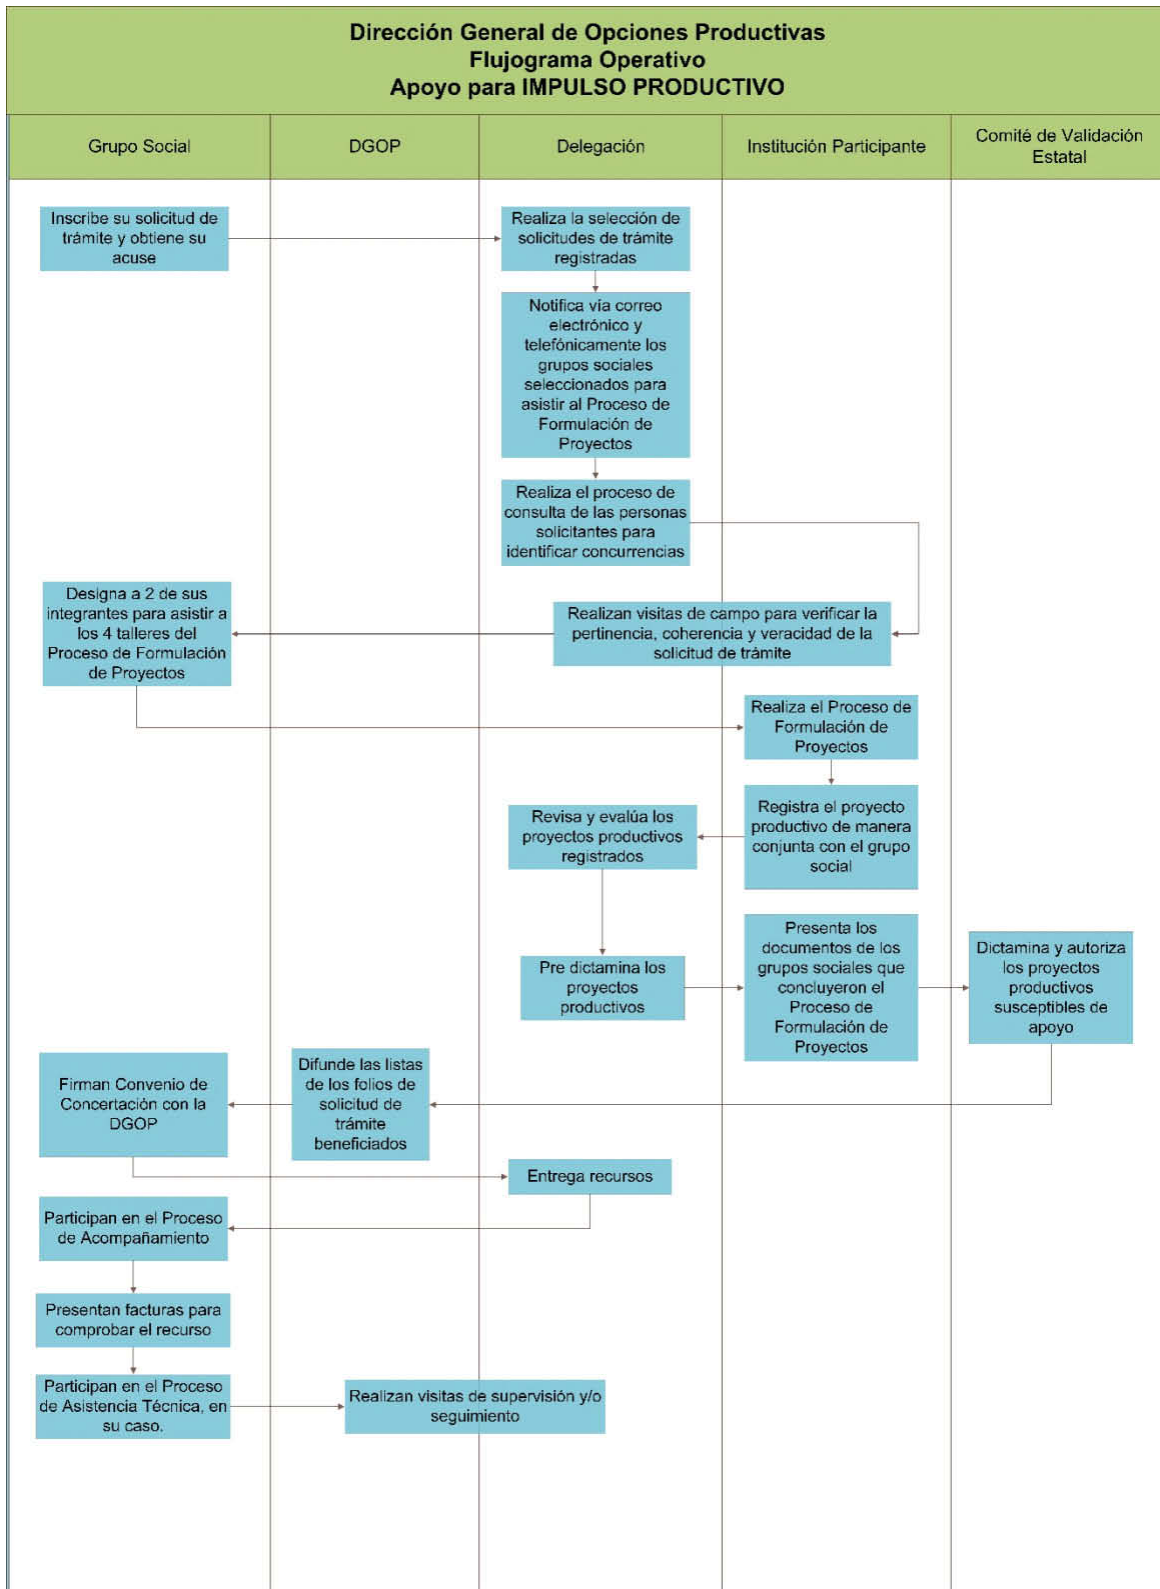 Dirección General de Opciones Productivas
Flujograma Operativo
Apoyo para IMPULSO PRODUCTIVO
Grupo Social
DGOP
Delegación
Institución Participante
Comité de Validación
Estatal
Inscribe su solicitud de
trámite y obtiene su
acuse
Realiza la selección de
solicitudes de trámite
registradas
Notifica vía correo
electrónico y
telefónicamente los
grupos sociales
seleccionados para
asistir al Proceso de
Formulación de
Proyectos
Realiza el proceso de
consulta de las personas
solicitantes para
identificar concurrencias
Realizan visitas de campo para verificar la
pertinencia, coherencia y veracidad de la
solicitud de trámite
Designa a 2 de sus
integrantes para asistir a
los 4 talleres del
Proceso de Formulación
de Proyectos
Realiza el Proceso de
Formulación de
Proyectos
Registra el proyecto
productivo de manera
conjunta con el grupo
social
Revisa y evalúa los
proyectos productivos
registrados
Pre dictamina los
proyectos
productivos
Presenta los
documentos de los
grupos sociales que
concluyeron el
Proceso de
Formulación de
Proyectos
Dictamina y autoriza
los proyectos
productivos
susceptibles de
apoyo
Difunde las listas
de los folios de
solicitud de
trámite
beneficiados
Firman Convenio de
Concertación con la
DGOP
Entrega recursos
Participan en el Proceso
de Acompañamiento
Presentan facturas para
comprobar el recurso
Participan en el Proceso
de Asistencia Técnica, en
su caso.
Realizan visitas de supervisión y/o
seguimiento